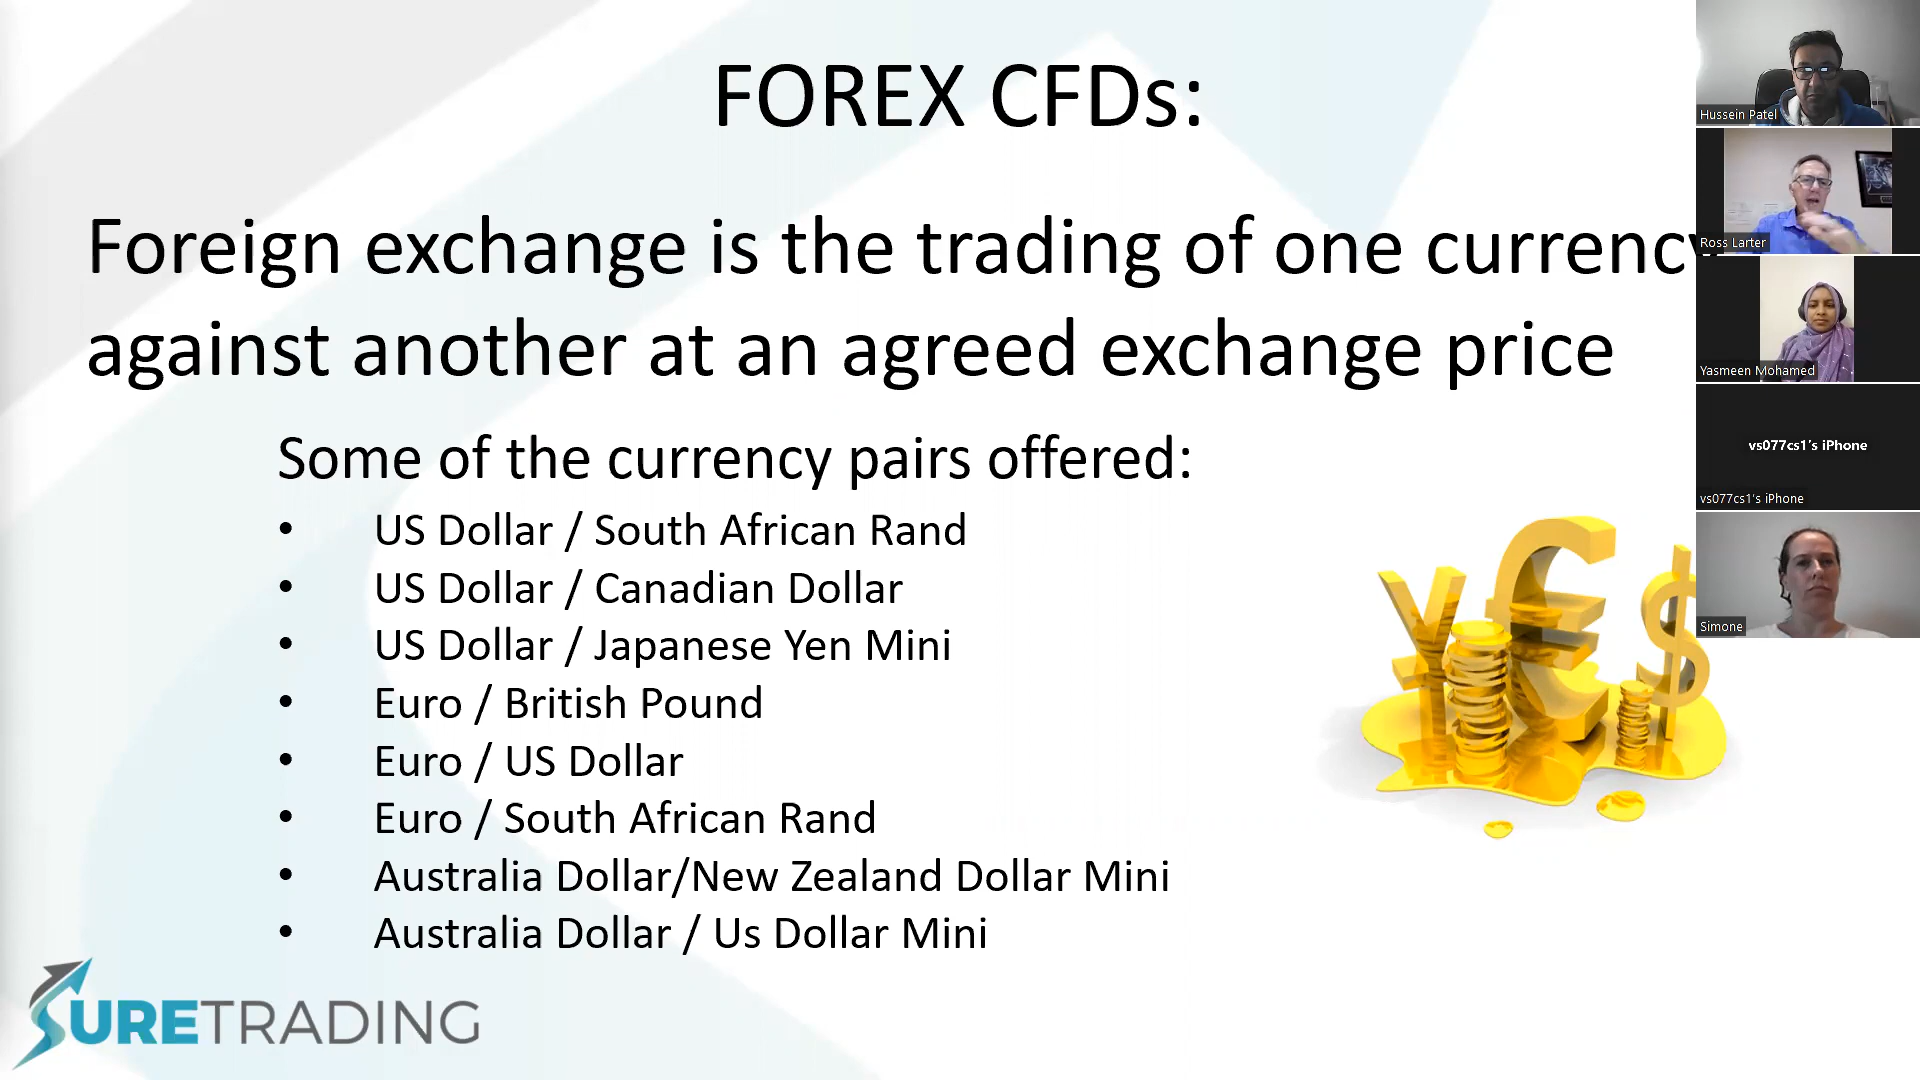 FOREX CFDs:
Foreign exchange is the trading of one currency
against another at an agreed exchange price
Some of the currency pairs offered:
• US Dollar / South African Rand
• US Dollar / Canadian Dollar
• US Dollar / Japanese Yen Mini
• Euro / British Pound
• Euro / US Dollar
• Euro / South African Rand
• Australia Dollar/New Zealand Dollar Mini
• Australia Dollar / Us Dollar Mini
SURETRADING
Hussein Patel
Ross Larter
Yasmeen Mohamed
vs077cs1's iPhone
vs077cs1's iPhone
Simone